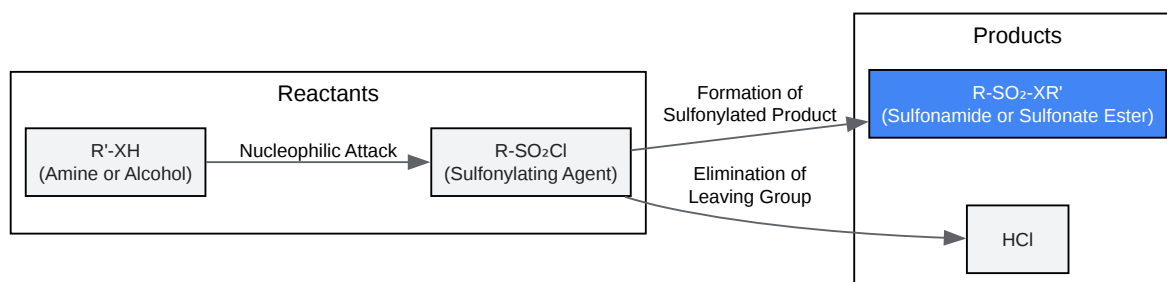 Products
Reactants
R'-XH
(Amine or Alcohol)
Nucleophilic Attack
R-SO₂Cl
(Sulfonylating Agent)
Formation of
Sulfonylated Product
R-SO₂-XR'
(Sulfonamide or Sulfonate Ester)
Elimination of
Leaving Group
HCl